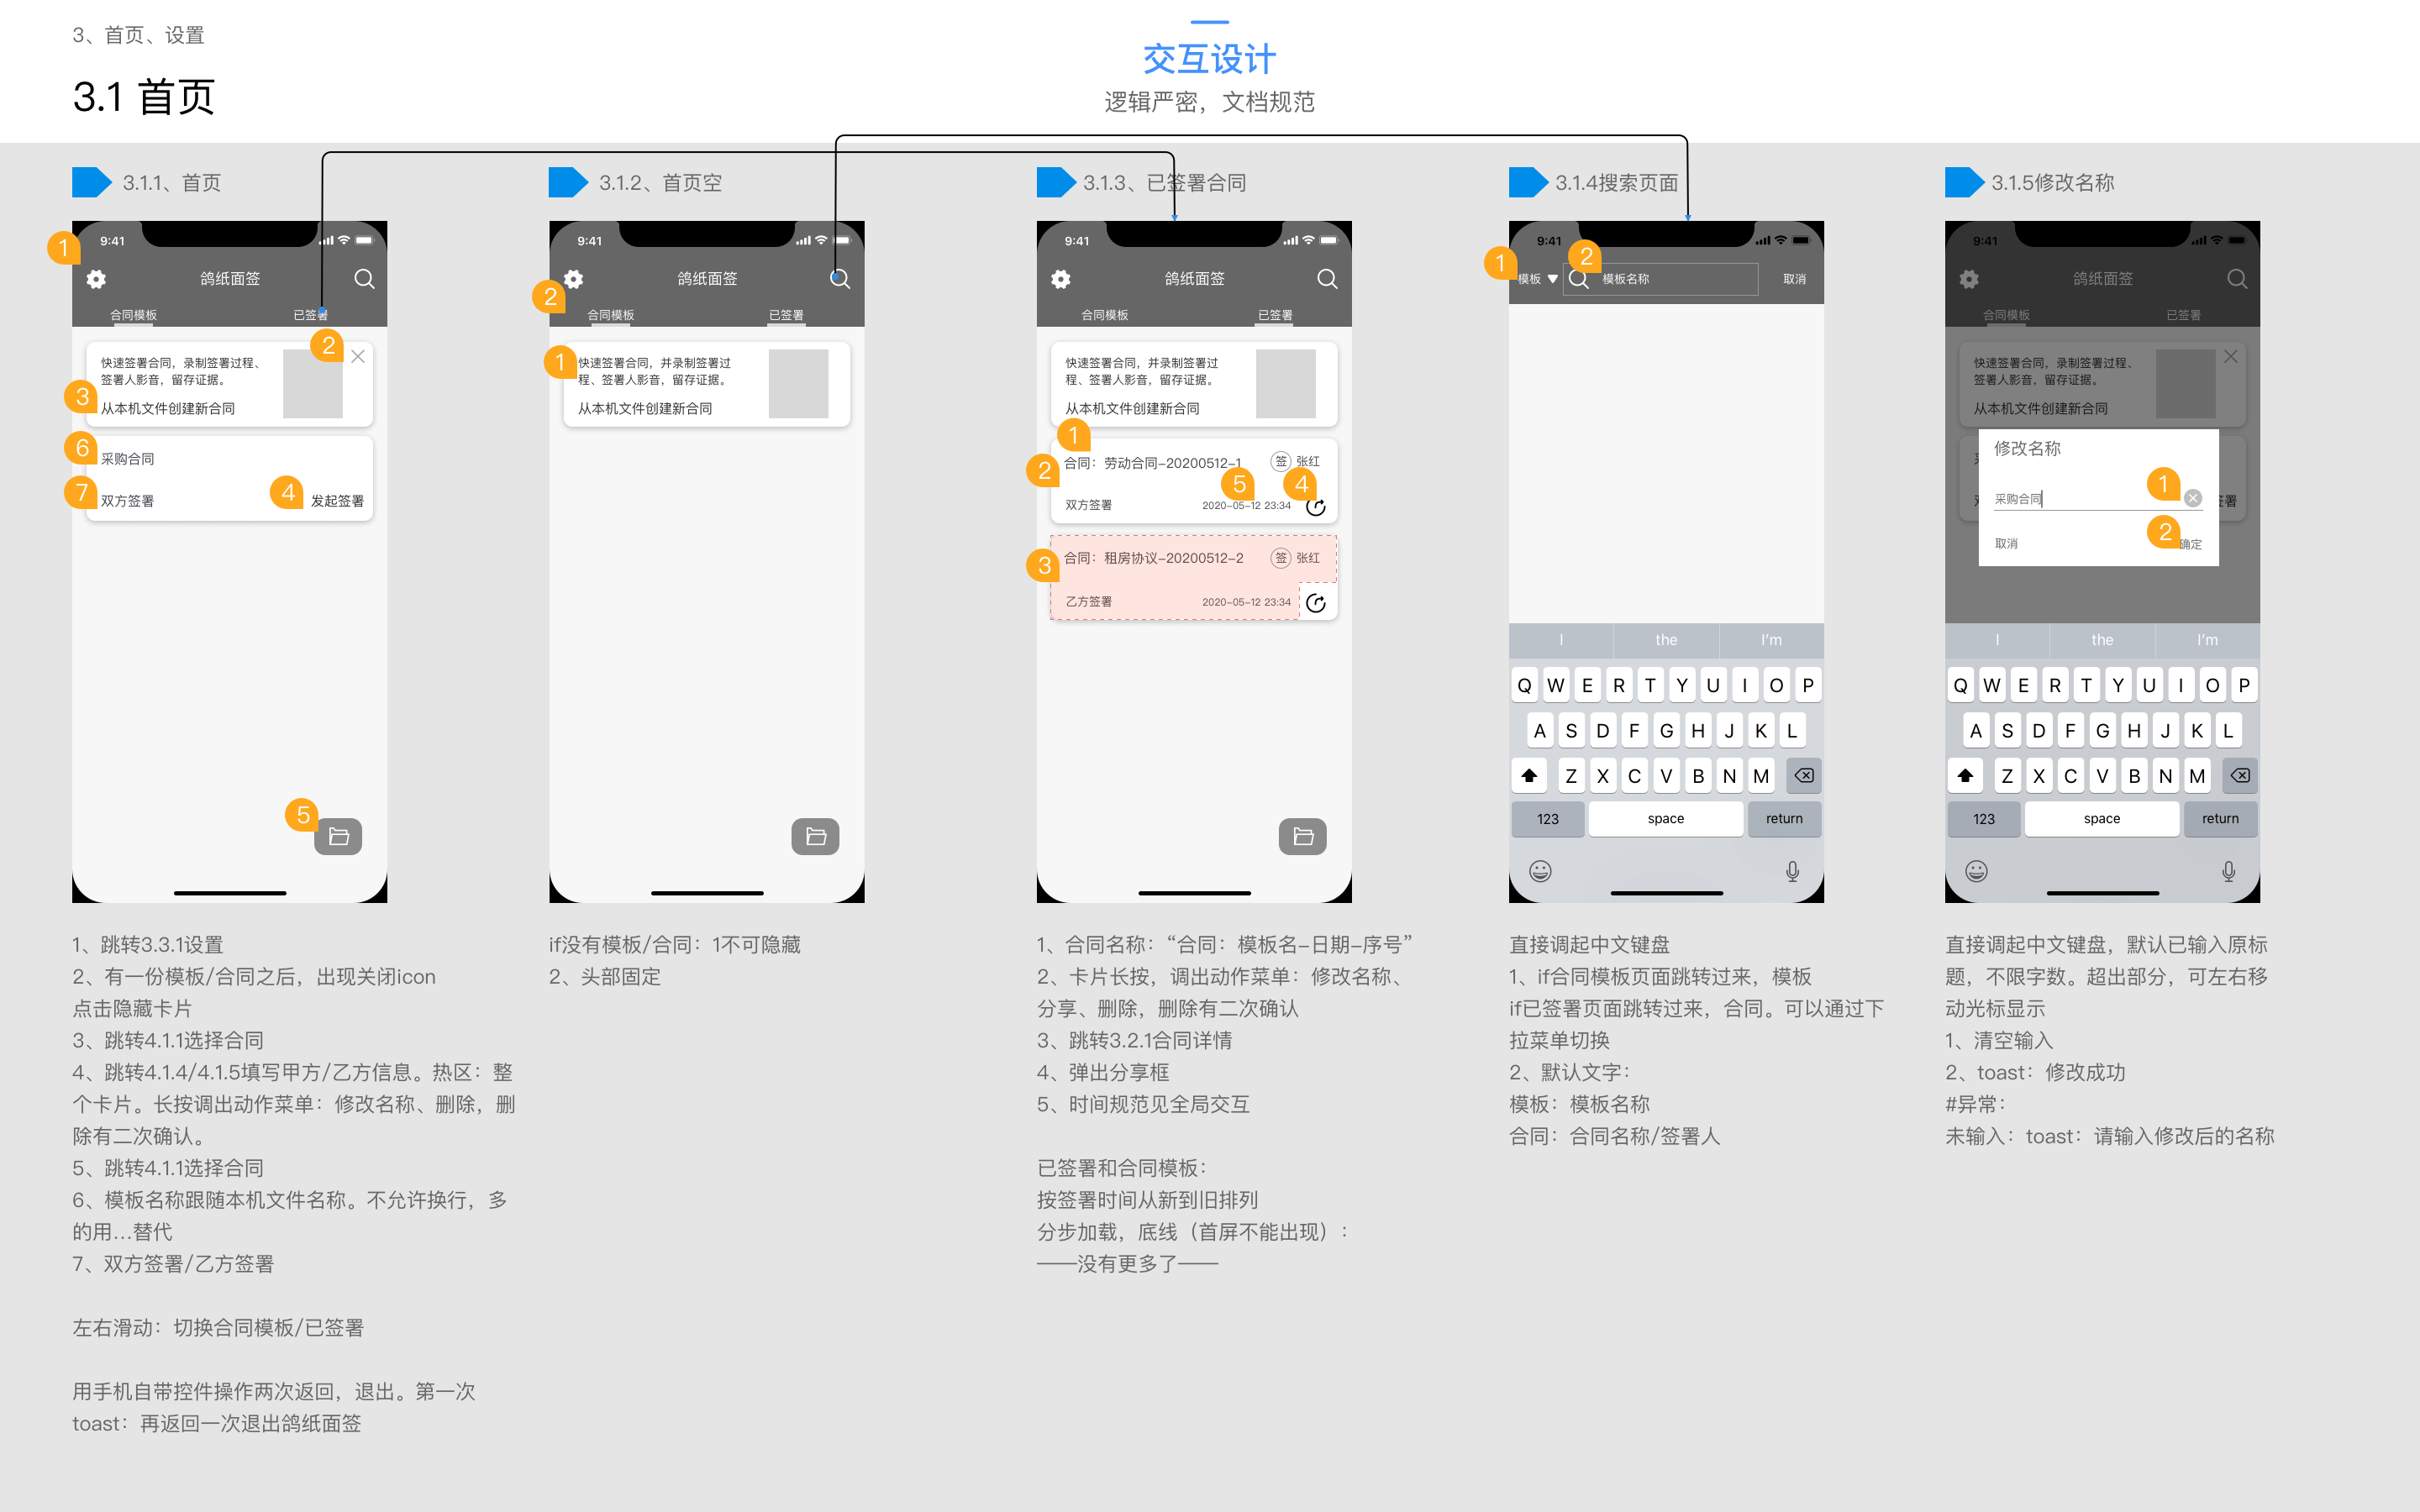 3、首页、设置
3.1 首页
交互设计
逻辑严密，文档规范
3.1.1、首页
1
9:41
鸽纸面签
合同模板
已签署
2
快速签署合同，录制签署过程、
签署人影音，留存证据。
3
从本机文件创建新合同
6
采购合同
7
双方签署
4
发起签署
5
1、跳转3.3.1设置
2、有一份模板/合同之后，出现关闭icon
点击隐藏卡片
3、跳转4.1.1选择合同
4、跳转4.1.4/4.1.5填写甲方/乙方信息。热区：整
个卡片。长按调出动作菜单：修改名称、删除，删
除有二次确认。
5、跳转4.1.1选择合同
6、模板名称跟随本机文件名称。不允许换行，多
的用…替代
7、双方签署/乙方签署
左右滑动：切换合同模板/已签署
用手机自带控件操作两次返回，退出。第一次
toast：再返回一次退出鸽纸面签
3.1.2、首页空
9:41
鸽纸面签
2
合同模板
已签署
1
快速签署合同，并录制签署过
程、签署人影音，留存证据。
从本机文件创建新合同
if没有模板/合同：1不可隐藏
2、头部固定
3.1.3、已签署合同
9:41
鸽纸面签
合同模板
已签署
快速签署合同，并录制签署过
程、签署人影音，留存证据。
从本机文件创建新合同
1
2
合同：劳动合同-20200512-1
签 张红
5
4
双方签署
2020-05-12 23:34
3
合同：租房协议-20200512-2
签 张红
乙方签署
2020-05-12 23:34
1、合同名称：“合同：模板名-日期-序号”
2、卡片长按，调出动作菜单：修改名称、
分享、删除，删除有二次确认
3、跳转3.2.1合同详情
4、弹出分享框
5、时间规范见全局交互
已签署和合同模板：
按签署时间从新到旧排列
分步加载，底线（首屏不能出现）：
——没有更多了——
3.1.4搜索页面
9:41
1
2
模板
模板名称
取消
I the I'm
Q W E R T Y U I O P
A S D F G H J K L
Z X C V B N M
123 space return
直接调起中文键盘
1、if合同模板页面跳转过来，模板
if已签署页面跳转过来，合同。可以通过下
拉菜单切换
2、默认文字：
模板：模板名称
合同：合同名称/签署人
3.1.5修改名称
9:41
鸽纸面签
合同模板
已签署
快速签署合同，录制签署过程、
签署人影音，留存证据。
从本机文件创建新合同
修改名称
1
采购合同
署
2
取消
确定
I the I'm
Q W E R T Y U I O P
A S D F G H J K L
Z X C V B N M
123 space return
直接调起中文键盘，默认已输入原标
题，不限字数。超出部分，可左右移
动光标显示
1、清空输入
2、toast：修改成功
#异常：
未输入：toast：请输入修改后的名称